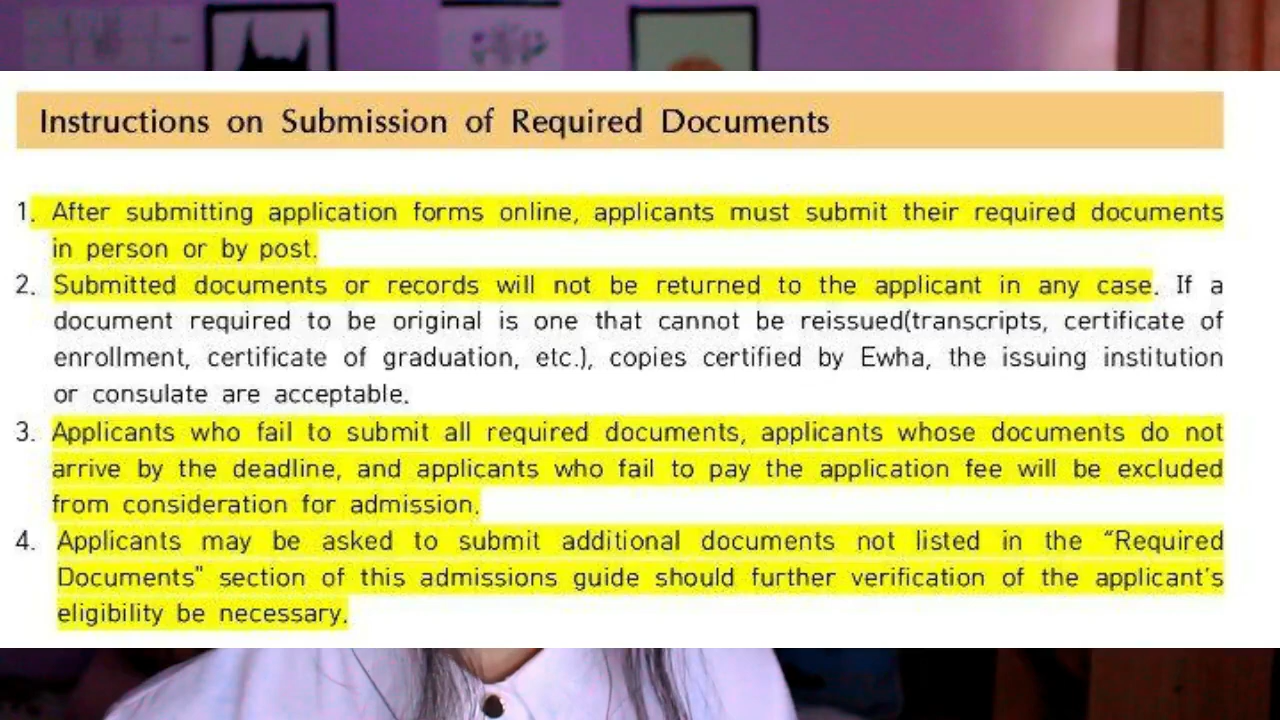 Instructions on Submission of Required Documents
1. After submitting application forms online, applicants must submit their required documents
in person or by post.
2. Submitted documents or records will not be returned to the applicant in any case. If a
document required to be original is one that cannot be reissued(transcripts, certificate of
enrollment, certificate of graduation, etc.), copies certified by Ewha, the issuing institution
or consulate are acceptable.
3. Applicants who fail to submit all required documents, applicants whose documents do not
arrive by the deadline, and applicants who fail to pay the application fee will be excluded
from consideration for admission.
4. Applicants may be asked to submit additional documents not listed in the “Required
Documents" section of this admissions guide should further verification of the applicant's
eligibility be necessary.